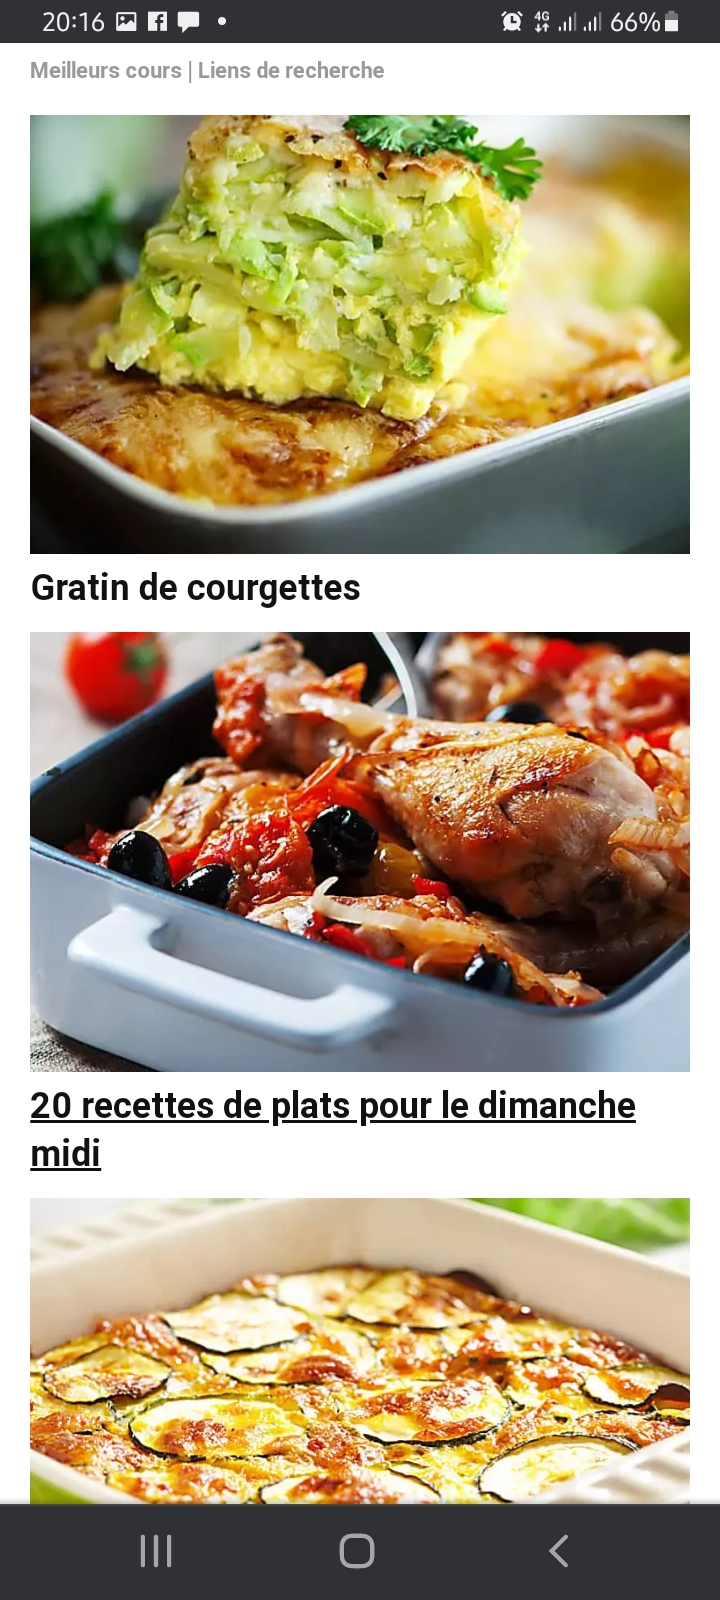 20:16
4G
66%
Meilleurs cours | Liens de recherche
Gratin de courgettes
20 recettes de plats pour le dimanche
midi